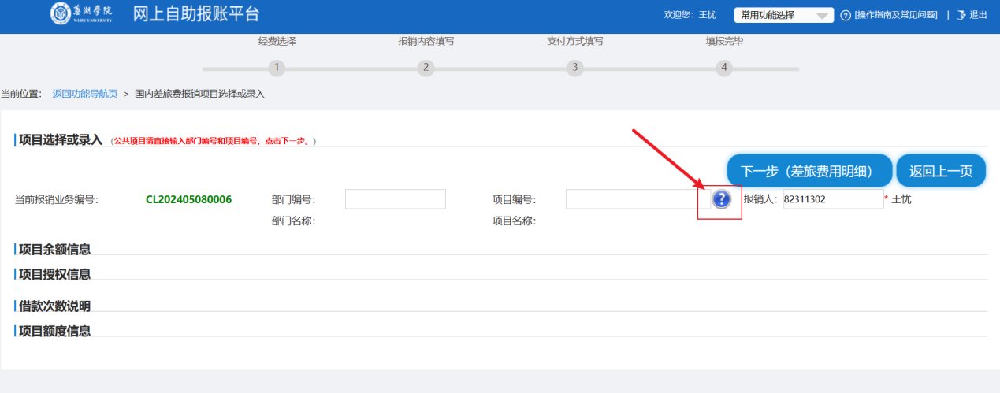 芜湖学院
WUHU UNIVERSITY
网上自助报账平台
欢迎您：王忧
常用功能选择
? [操作指南及常见问题] | 退出
经费选择 报销内容填写 支付方式填写 填报完毕
1 2 3 4
当前位置： 返回功能导航页 > 国内差旅费报销项目选择或录入
项目选择或录入 （公共项目请直接输入部门编号和项目编号，点击下一步。）
下一步（差旅费用明细） 返回上一页
当前报销业务编号： CL202405080006 部门编号： 项目编号： ? 报销人： 82311302 * 王忧
部门名称： 项目名称：
项目余额信息
项目授权信息
借款次数说明
项目额度信息